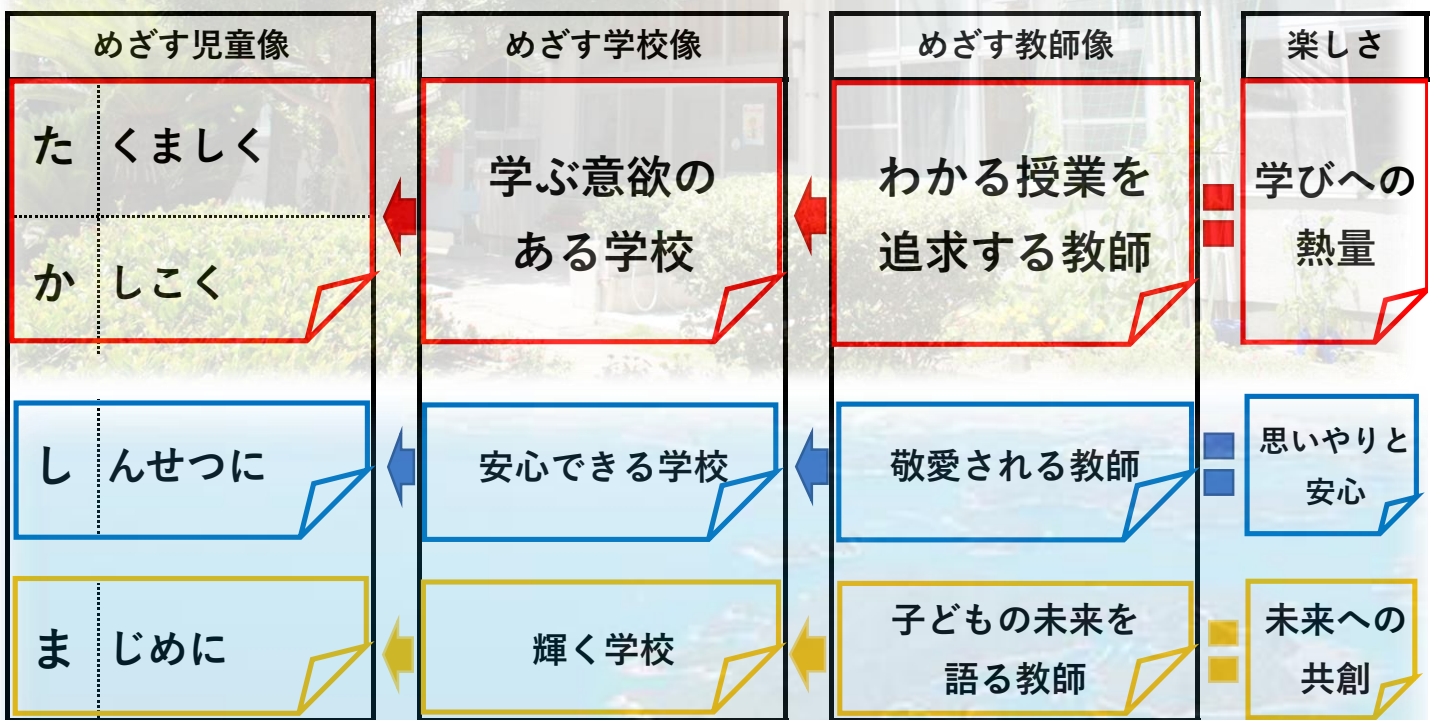 めざす児童像
めざす学校像
めざす教師像
楽しさ
た くましく
か しこく
学ぶ意欲の
ある学校
わかる授業を
追求する教師
学びへの
熱量
し んせつに
安心できる学校
敬愛される教師
思いやりと
安心
ま じめに
輝く学校
子どもの未来を
語る教師
未来への
共創